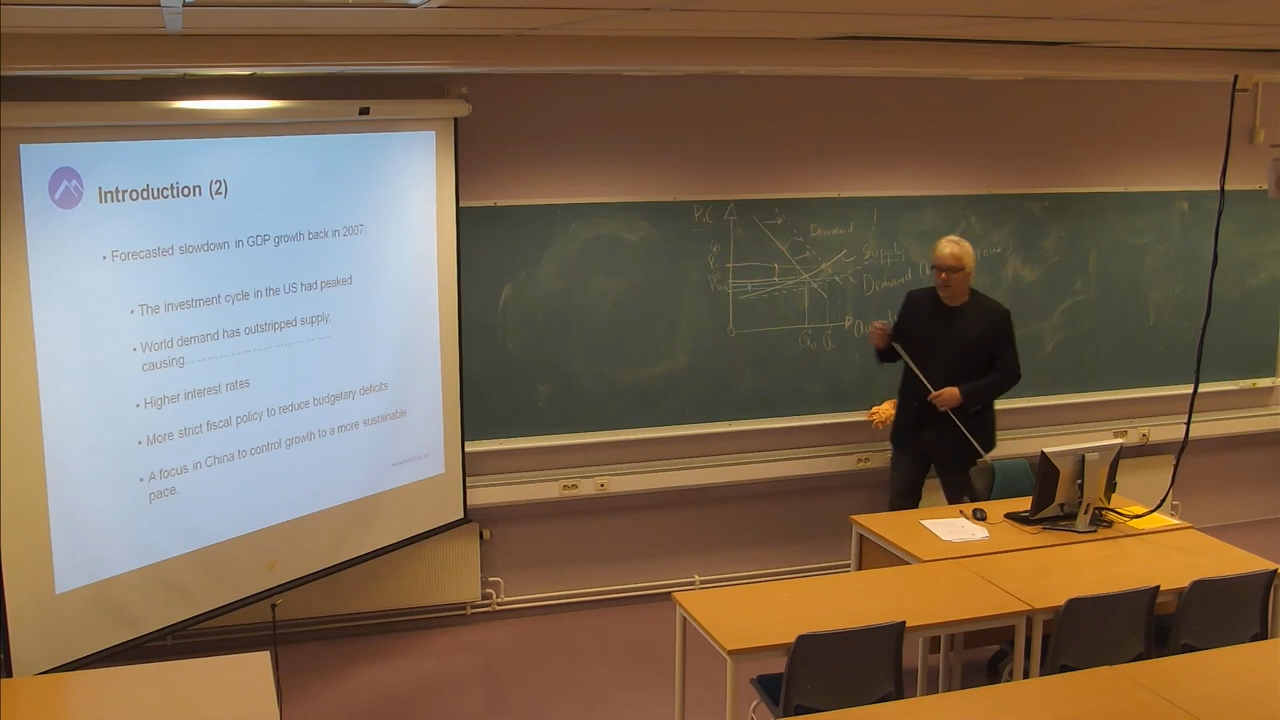 Introduction (2)
• Forecasted slowdown in GDP growth back in 2007:
• The investment cycle in the US had peaked
• World demand has outstripped supply,
causing……………………………
• Higher interest rates
• More strict fiscal policy to reduce budgetary deficits
• A focus in China to control growth to a more sustainable
pace.
P,C
Demand
Supply
Demand